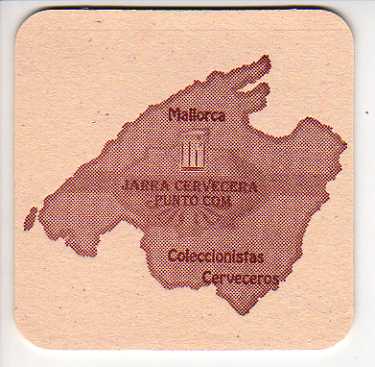 Mallorca
JARRA CERVECERA
PUNTO COM
Coleccionistas
Cerveceros